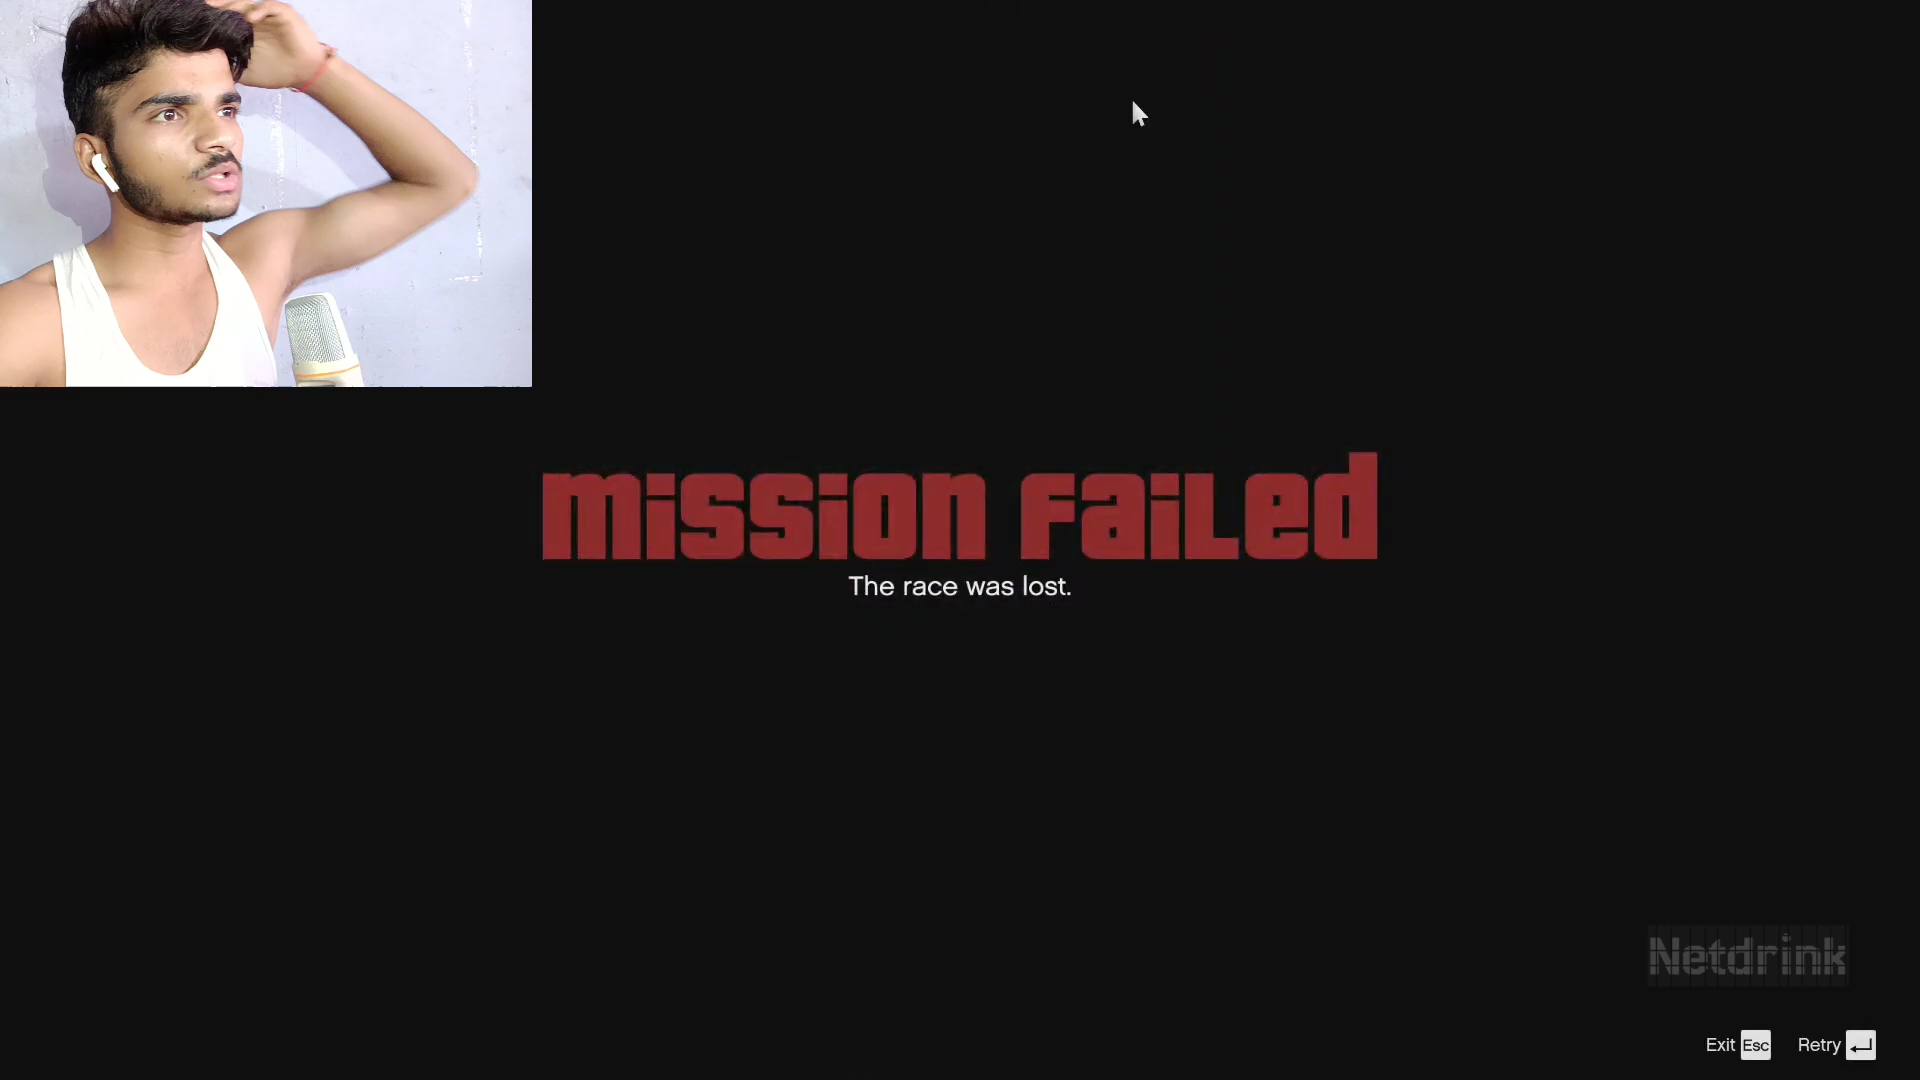 mission failed
The race was lost.
Netdrink
Exit Esc Retry